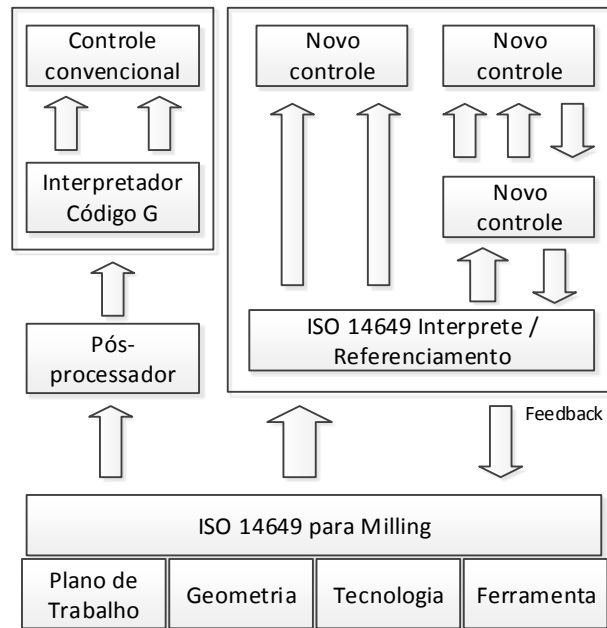 Controle
convencional
Interpretador
Código G
Pós-
processador
Novo
controle
Novo
controle
Novo
controle
ISO 14649 Interprete /
Referenciamento
Feedback
ISO 14649 para Milling
Plano de
Trabalho
Geometria
Tecnologia
Ferramenta